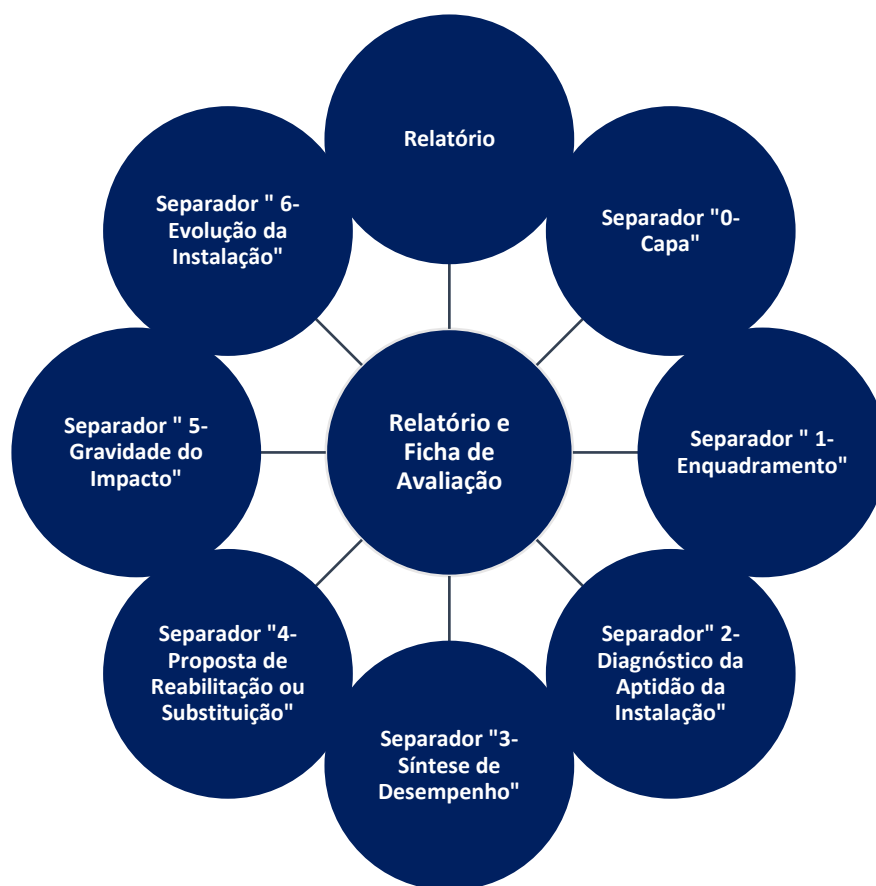 Relatório
Separador "0-
Capa"
Separador " 1-
Enquadramento"
Separador" 2-
Diagnóstico da
Aptidão da
Instalação"
Separador "3-
Síntese de
Desempenho"
Separador "4-
Proposta de
Reabilitação ou
Substituição"
Separador " 5-
Gravidade do
Impacto"
Separador " 6-
Evolução da
Instalação"
Relatório e
Ficha de
Avaliação